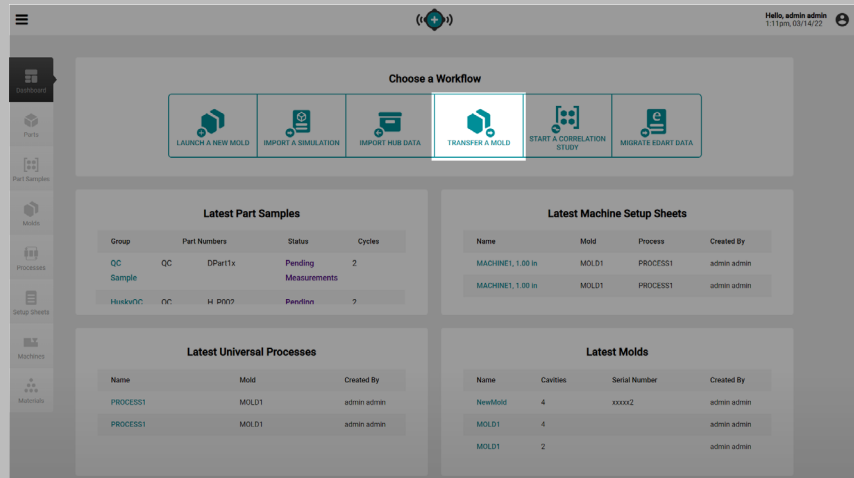 Hello, admin admin
1:11pm, 03/14/22
Dashboard
Parts
Part Samples
Molds
Processes
Setup Sheets
Machines
Materials
Choose a Workflow
LAUNCH A NEW MOLD
IMPORT A SIMULATION
IMPORT HUB DATA
TRANSFER A MOLD
START A CORRELATION
STUDY
MIGRATE EDART DATA
Latest Part Samples
Group Part Numbers Status Cycles
QC QC DPart1x Pending 2
Sample Measurements
HuskyQC QC H_P002 Pending 2
Latest Machine Setup Sheets
Name Mold Process Created By
MACHINE1, 1.00 in MOLD1 PROCESS1 admin admin
MACHINE1, 1.00 in MOLD1 PROCESS1 admin admin
Latest Universal Processes
Name Mold Created By
PROCESS1 MOLD1 admin admin
PROCESS1 MOLD1 admin admin
Latest Molds
Name Cavities Serial Number Created By
NewMold 4 xxxxx2 admin admin
MOLD1 4 admin admin
MOLD1 2 admin admin